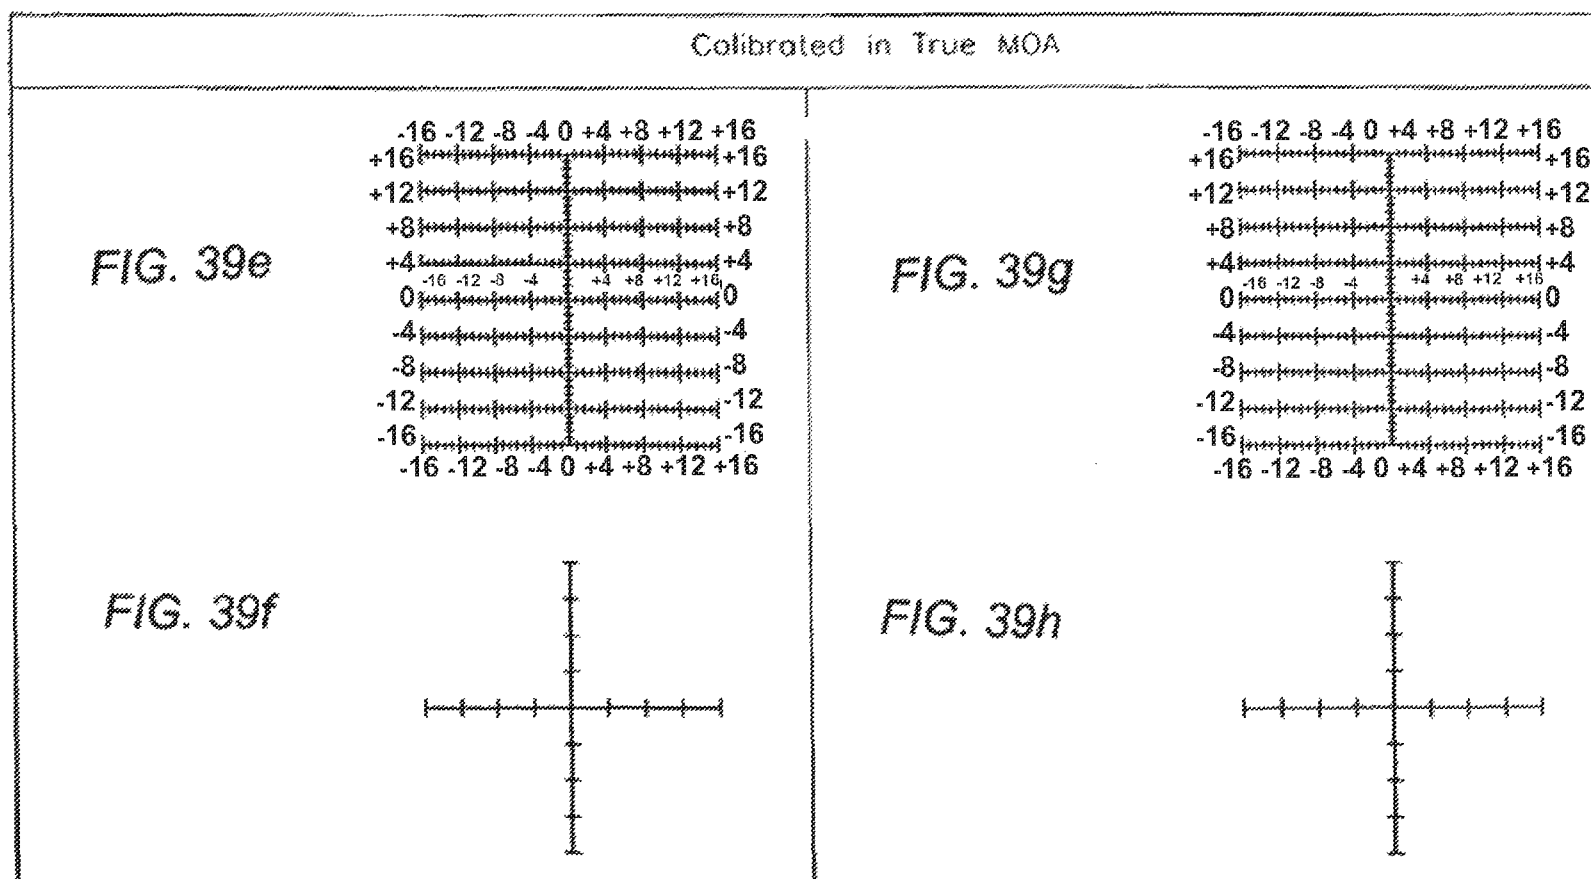 Calibrated in True MOA
FIG. 39e
-16 -12 -8 -4 0 +4 +8 +12 +16
+16 +16
+12 +12
+8 +8
+4 +4
-16 -12 -8 -4 +4 +8 +12 +16
0 0
-4 -4
-8 -8
-12 -12
-16 -16
-16 -12 -8 -4 0 +4 +8 +12 +16
FIG. 39g
-16 -12 -8 -4 0 +4 +8 +12 +16
+16 +16
+12 +12
+8 +8
+4 +4
-16 -12 -8 -4 +4 +8 +12 +16
0 0
-4 -4
-8 -8
-12 -12
-16 -16
-16 -12 -8 -4 0 +4 +8 +12 +16
FIG. 39f
FIG. 39h